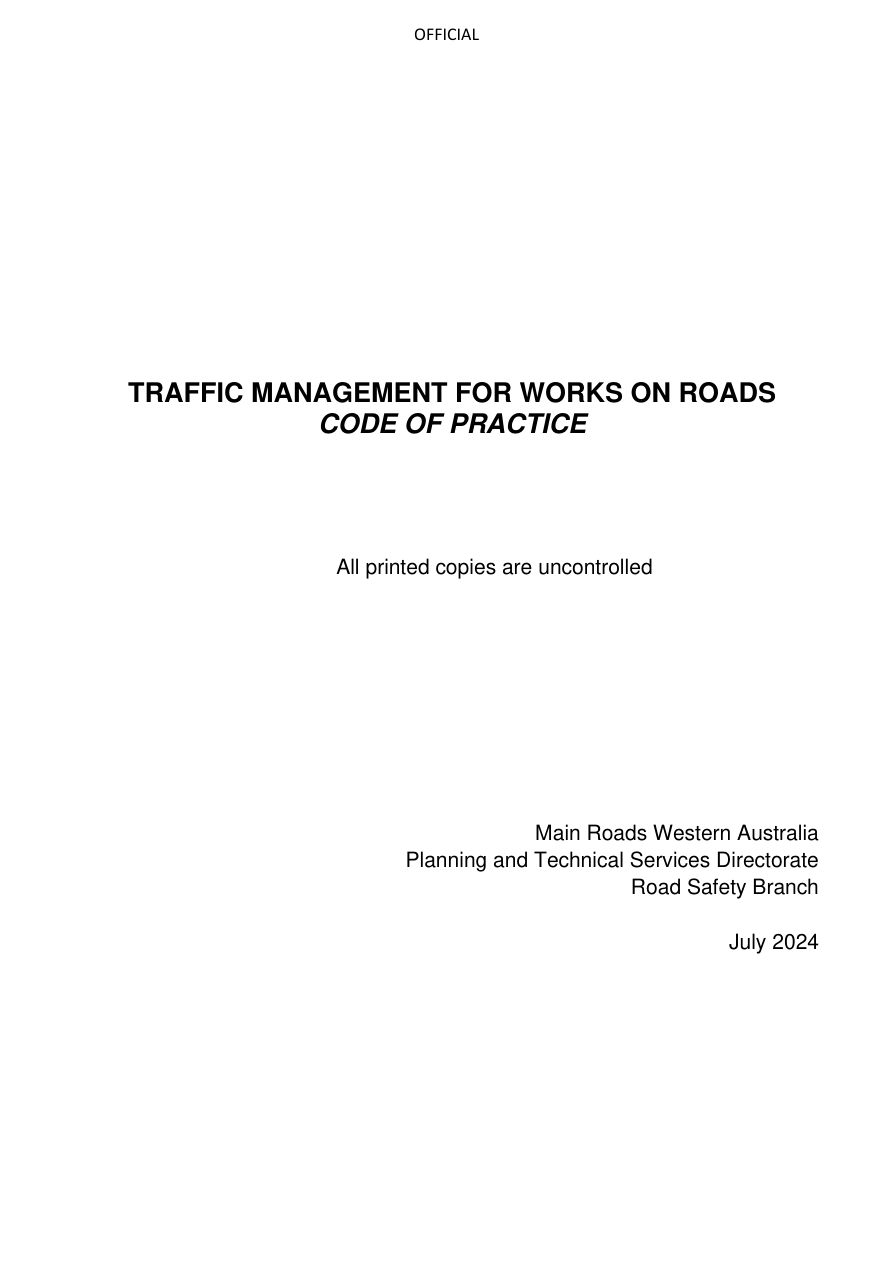 OFFICIAL
TRAFFIC MANAGEMENT FOR WORKS ON ROADS
CODE OF PRACTICE
All printed copies are uncontrolled
Main Roads Western Australia
Planning and Technical Services Directorate
Road Safety Branch
July 2024